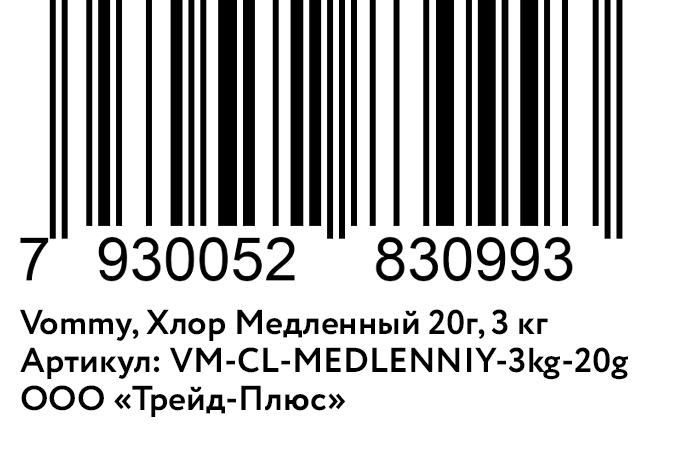 7 930052 830993
Vommy, Хлор Медленный 20г, 3 кг
Артикул: VM-CL-MEDLENNIY-3kg-20g
ООО «Трейд-Плюс»